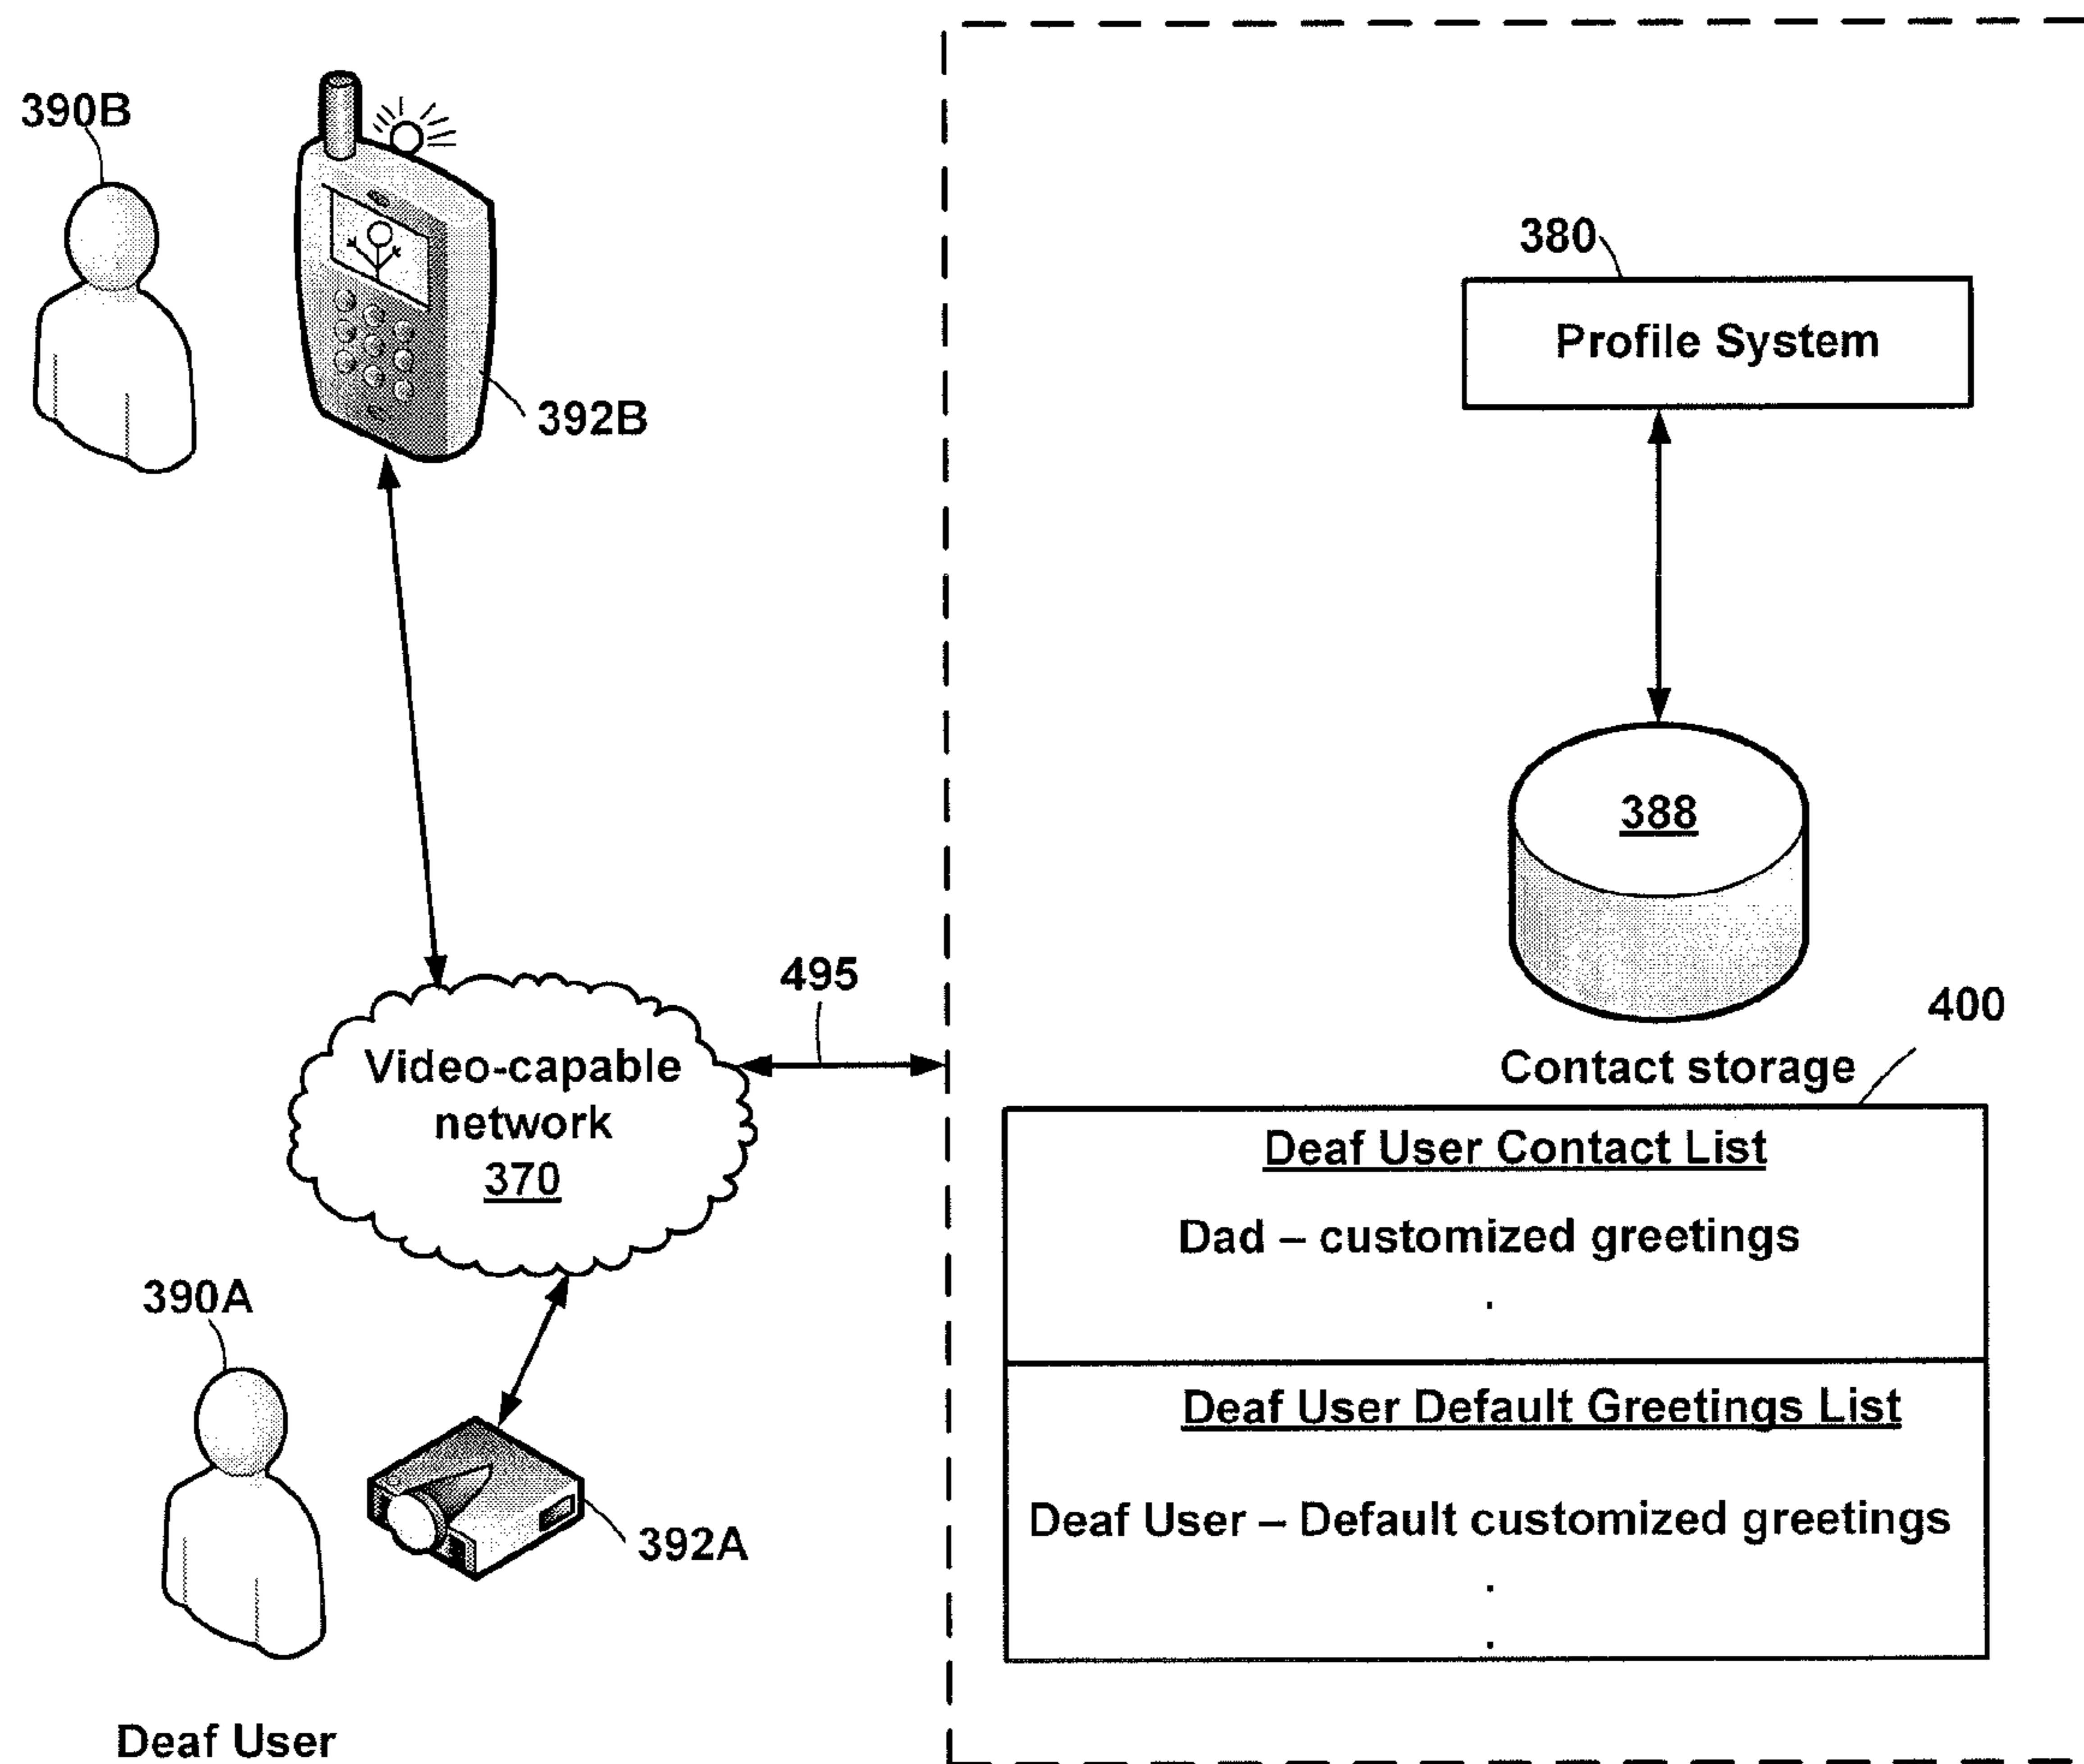 390B
392B
380
Profile System
388
495
400
Contact storage
Video-capable
network
370
Deaf User Contact List
Dad – customized greetings
.
.
Deaf User Default Greetings List
Deaf User – Default customized greetings
.
.
390A
392A
Deaf User